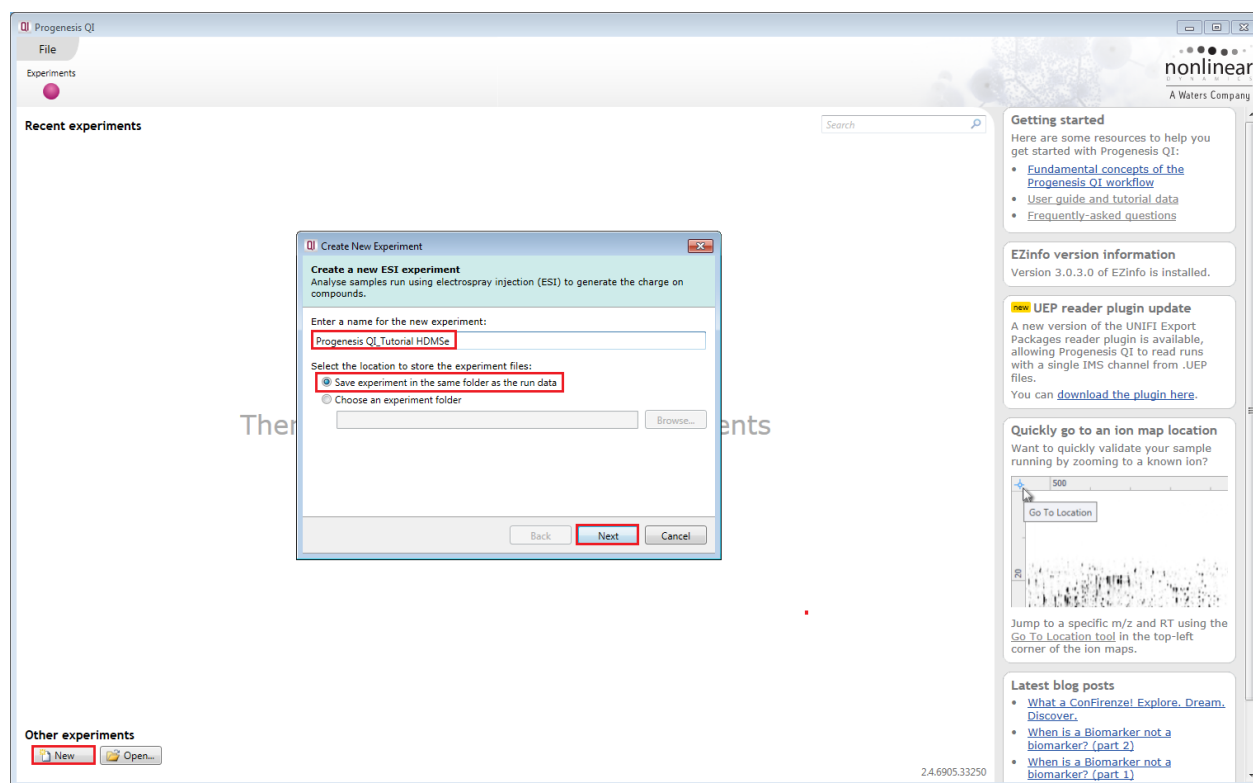 Progenesis QI
File
Experiments
nonlinear
DYNAMICS
A Waters Company
Recent experiments
Search
There
ents
Create New Experiment
Create a new ESI experiment
Analyse samples run using electrospray injection (ESI) to generate the charge on
compounds.
Enter a name for the new experiment:
Progenesis QI_Tutorial HDMSe
Select the location to store the experiment files:
Save experiment in the same folder as the run data
Choose an experiment folder
Browse...
Back
Next
Cancel
Other experiments
New
Open...
2.4.6905.33250
Getting started
Here are some resources to help you
get started with Progenesis QI:
• Fundamental concepts of the
Progenesis QI workflow
• User guide and tutorial data
• Frequently-asked questions
EZinfo version information
Version 3.0.3.0 of EZinfo is installed.
new UEP reader plugin update
A new version of the UNIFI Export
Packages reader plugin is available,
allowing Progenesis QI to read runs
with a single IMS channel from .UEP
files.
You can download the plugin here.
Quickly go to an ion map location
Want to quickly validate your sample
running by zooming to a known ion?
500
Go To Location
20
Jump to a specific m/z and RT using the
Go To Location tool in the top-left
corner of the ion maps.
Latest blog posts
• What a ConFirenze! Explore. Dream.
Discover.
• When is a Biomarker not a
biomarker? (part 2)
• When is a Biomarker not a
biomarker? (part 1)